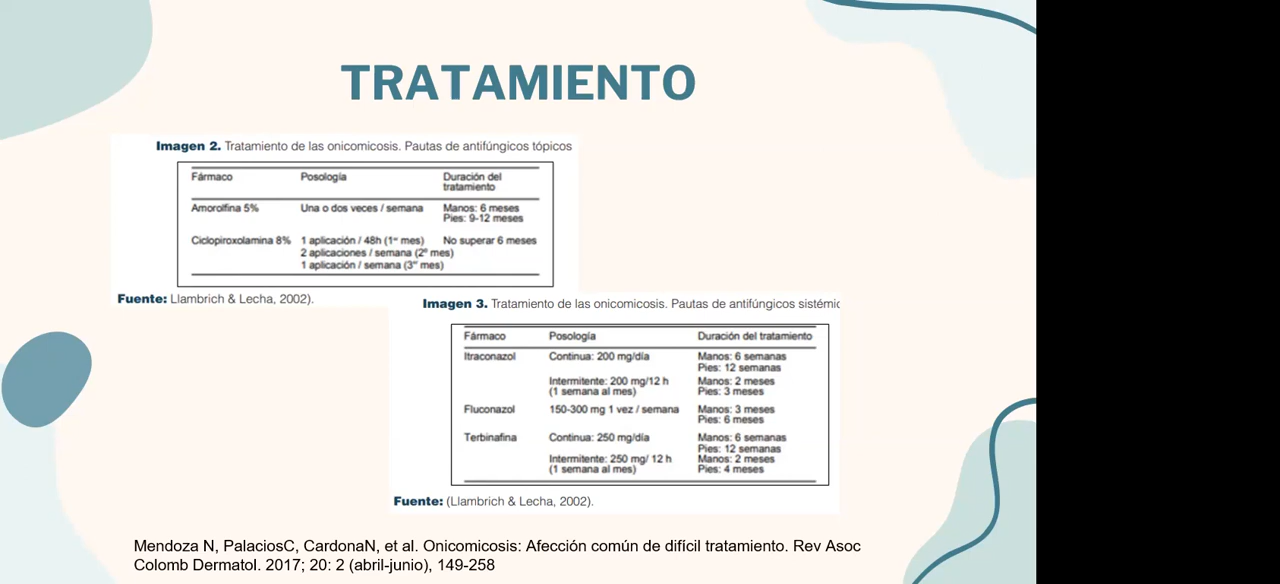 TRATAMIENTO
Imagen 2. Tratamiento de las onicomicosis. Pautas de antifúngicos tópicos
Fármaco Posología Duración del
tratamiento
Amorolfina 5% Una o dos veces / semana Manos: 6 meses
Pies: 9-12 meses
Ciclopiroxolamina 8% 1 aplicación / 48h (1er mes) No superar 6 meses
2 aplicaciones / semana (2º mes)
1 aplicación / semana (3er mes)
Fuente: Llambrich & Lecha, 2002).
Imagen 3. Tratamiento de las onicomicosis. Pautas de antifúngicos sistémic
Fármaco Posología Duración del tratamiento
Itraconazol Continua: 200 mg/día Manos: 6 semanas
Pies: 12 semanas
Intermitente: 200 mg/12 h Manos: 2 meses
(1 semana al mes) Pies: 3 meses
Fluconazol 150-300 mg 1 vez / semana Manos: 3 meses
Pies: 6 meses
Terbinafina Continua: 250 mg/día Manos: 6 semanas
Pies: 12 semanas
Intermitente: 250 mg/ 12 h Manos: 2 meses
(1 semana al mes) Pies: 4 meses
Fuente: (Llambrich & Lecha, 2002).
Mendoza N, PalaciosC, CardonaN, et al. Onicomicosis: Afección común de difícil tratamiento. Rev Asoc
Colomb Dermatol. 2017; 20: 2 (abril-junio), 149-258